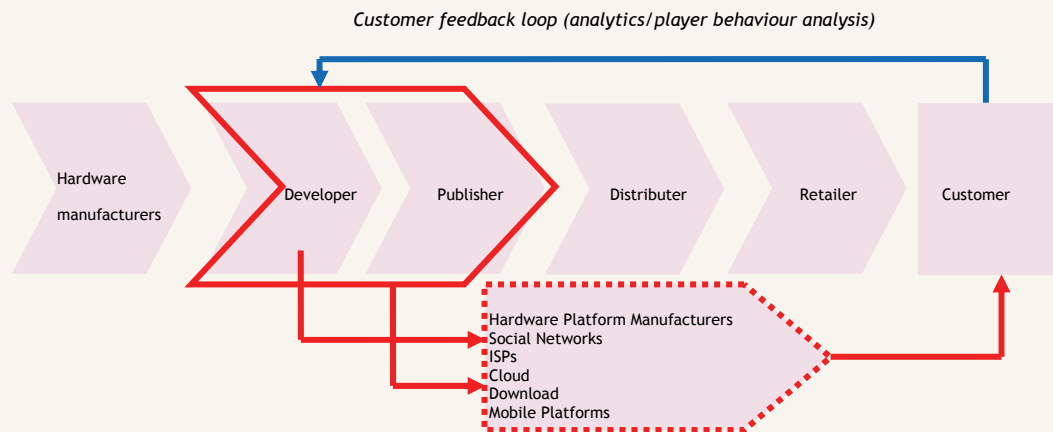 Customer feedback loop (analytics/player behaviour analysis)
Hardware
manufacturers
Developer
Publisher
Distributer
Retailer
Customer
Hardware Platform Manufacturers
Social Networks
ISPs
Cloud
Download
Mobile Platforms